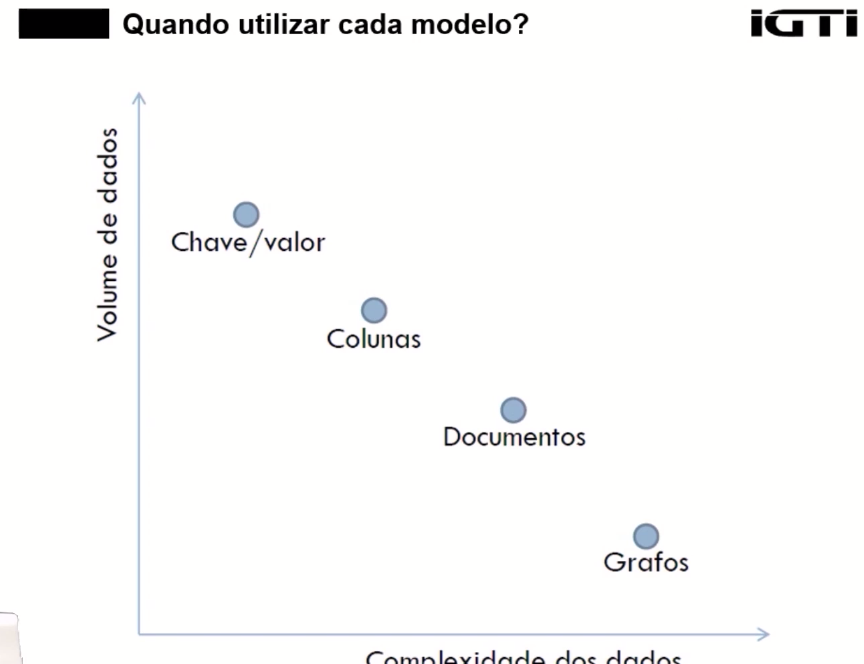 Quando utilizar cada modelo?
iGTi
Volume de dados
Chave/valor
Colunas
Documentos
Grafos
Complexidade dos dados